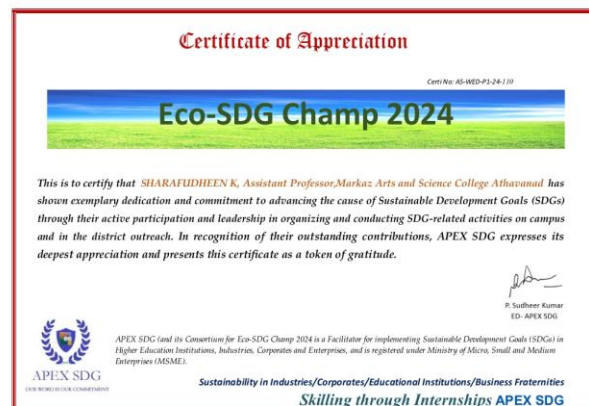 Certificate of Appreciation
Certi No: AS-WED-P1-24-110
Eco-SDG Champ 2024
This is to certify that SHARAFUDHEEN K, Assistant Professor,Markaz Arts and Science College Athavanad has
shown exemplary dedication and commitment to advancing the cause of Sustainable Development Goals (SDGs)
through their active participation and leadership in organizing and conducting SDG-related activities on campus
and in the district outreach. In recognition of their outstanding contributions, APEX SDG expresses its
deepest appreciation and presents this certificate as a token of gratitude.
P. Sudheer Kumar
ED- APEX SDG
APEX SDG (and its Consortium for Eco-SDG Champ 2024 is a Facilitator for implementing Sustainable Development Goals (SDGs) in
Higher Education Institutions, Industries, Corporates and Enterprises, and is registered under Ministry of Micro, Small and Medium
Enterprises (MSME).
APEX SDG
OUR WORLD IS OUR COMMITMENT
Sustainability in Industries/Corporates/Educational Institutions/Business Fraternities
Skilling through Internships APEX SDG